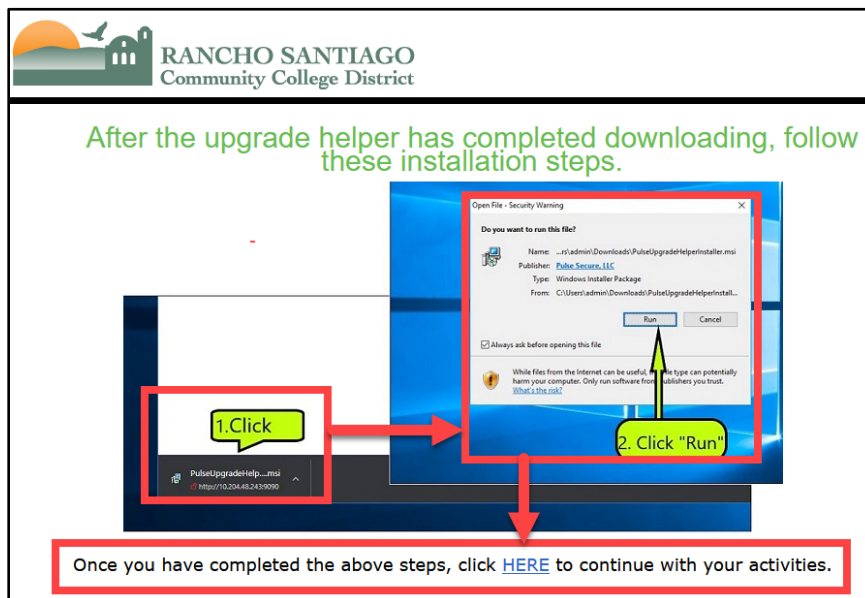 RANCHO SANTIAGO
Community College District
After the upgrade helper has completed downloading, follow
these installation steps.
Open File - Security Warning
Do you want to run this file?
Name: ...rs\admin\Downloads\PulseUpgradeHelperInstaller.msi
Publisher: Pulse Secure, LLC
Type: Windows Installer Package
From: C:\Users\admin\Downloads\PulseUpgradeHelperInstall...
Run Cancel
Always ask before opening this file
While files from the Internet can be useful, file type can potentially
harm your computer. Only run software from publishers you trust.
What's the risk?
1.Click
2. Click "Run"
PulseUpgradeHelp....msi
http://10.204.48.243:9090
Once you have completed the above steps, click HERE to continue with your activities.